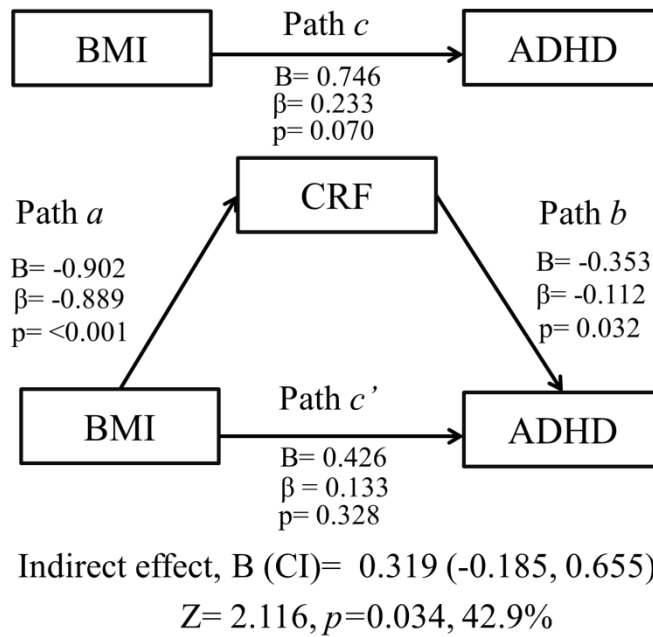 Path c
BMI
ADHD
B= 0.746
β= 0.233
p= 0.070
CRF
Path a
Path b
B= -0.902
β= -0.889
p= <0.001
B= -0.353
β= -0.112
p= 0.032
Path c’
BMI
ADHD
B= 0.426
β = 0.133
p= 0.328
Indirect effect, B (CI)= 0.319 (-0.185, 0.655)
Z= 2.116, p=0.034, 42.9%